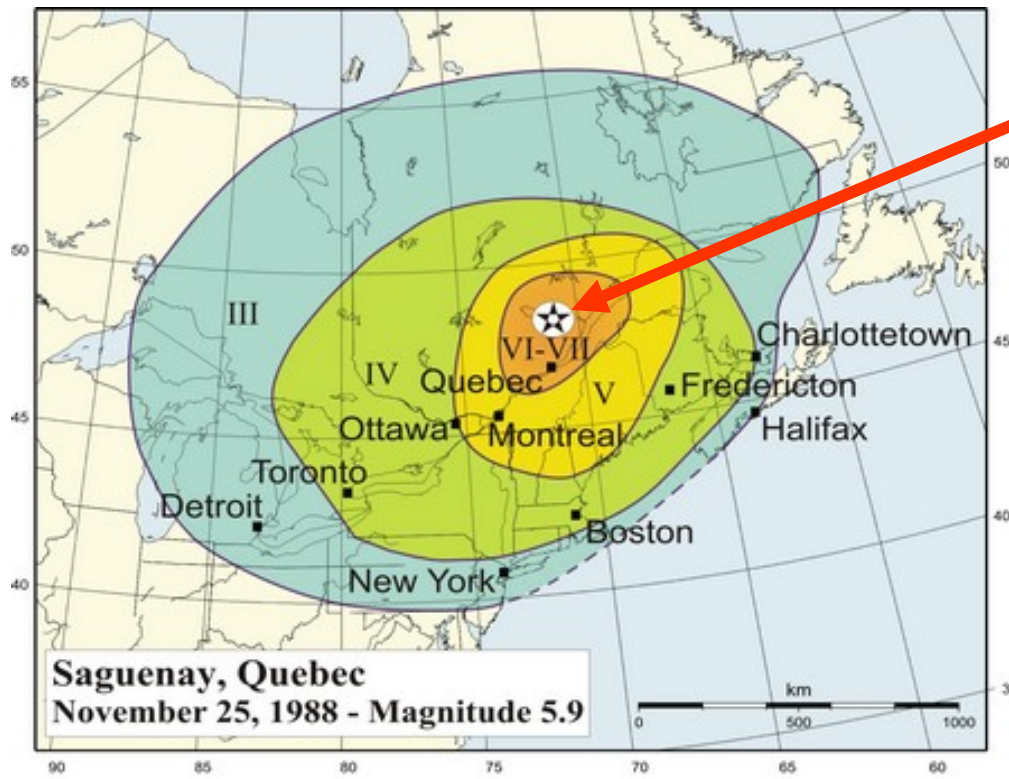 55
50
50
III
Charlottetown
45
VI-VII
IV
Quebec
Fredericton
V
45
Ottawa
Montreal
Halifax
Toronto
Detroit
40
Boston
New York
40
Saguenay, Quebec
November 25, 1988 - Magnitude 5.9
km
0 500 1000
90 80 75 70 65 60